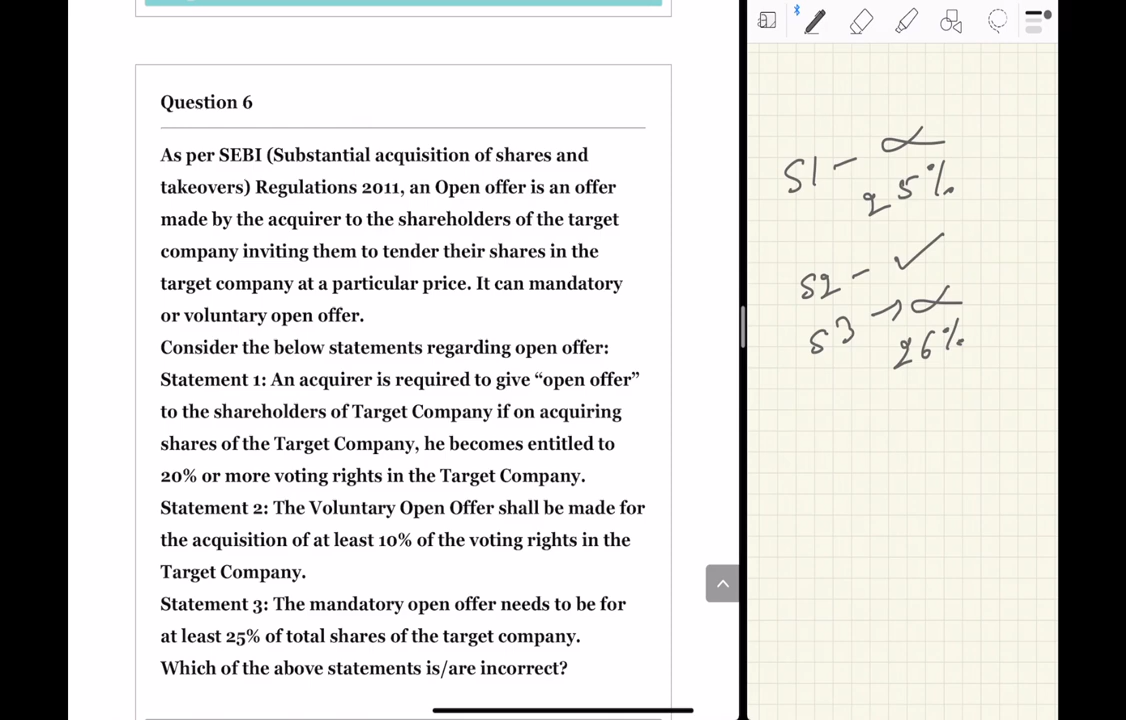 Question 6
As per SEBI (Substantial acquisition of shares and
takeovers) Regulations 2011, an Open offer is an offer
made by the acquirer to the shareholders of the target
company inviting them to tender their shares in the
target company at a particular price. It can mandatory
or voluntary open offer.
Consider the below statements regarding open offer:
Statement 1: An acquirer is required to give “open offer”
to the shareholders of Target Company if on acquiring
shares of the Target Company, he becomes entitled to
20% or more voting rights in the Target Company.
Statement 2: The Voluntary Open Offer shall be made for
the acquisition of at least 10% of the voting rights in the
Target Company.
Statement 3: The mandatory open offer needs to be for
at least 25% of total shares of the target company.
Which of the above statements is/are incorrect?
S1 -
25%
S2 - ✓
S3 →
26%